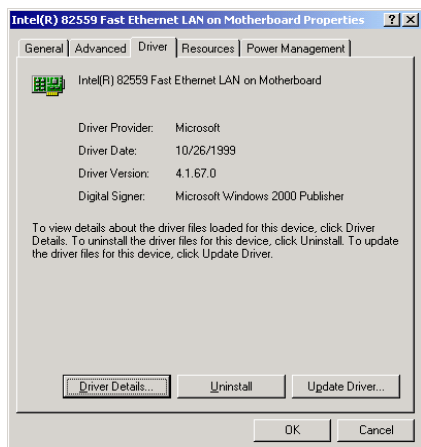 Intel(R) 82559 Fast Ethernet LAN on Motherboard Properties ? X
General Advanced Driver Resources Power Management
Intel(R) 82559 Fast Ethernet LAN on Motherboard
Driver Provider: Microsoft
Driver Date: 10/26/1999
Driver Version: 4.1.67.0
Digital Signer: Microsoft Windows 2000 Publisher
To view details about the driver files loaded for this device, click Driver
Details. To uninstall the driver files for this device, click Uninstall. To update
the driver files for this device, click Update Driver.
Driver Details... Uninstall Update Driver...
OK Cancel